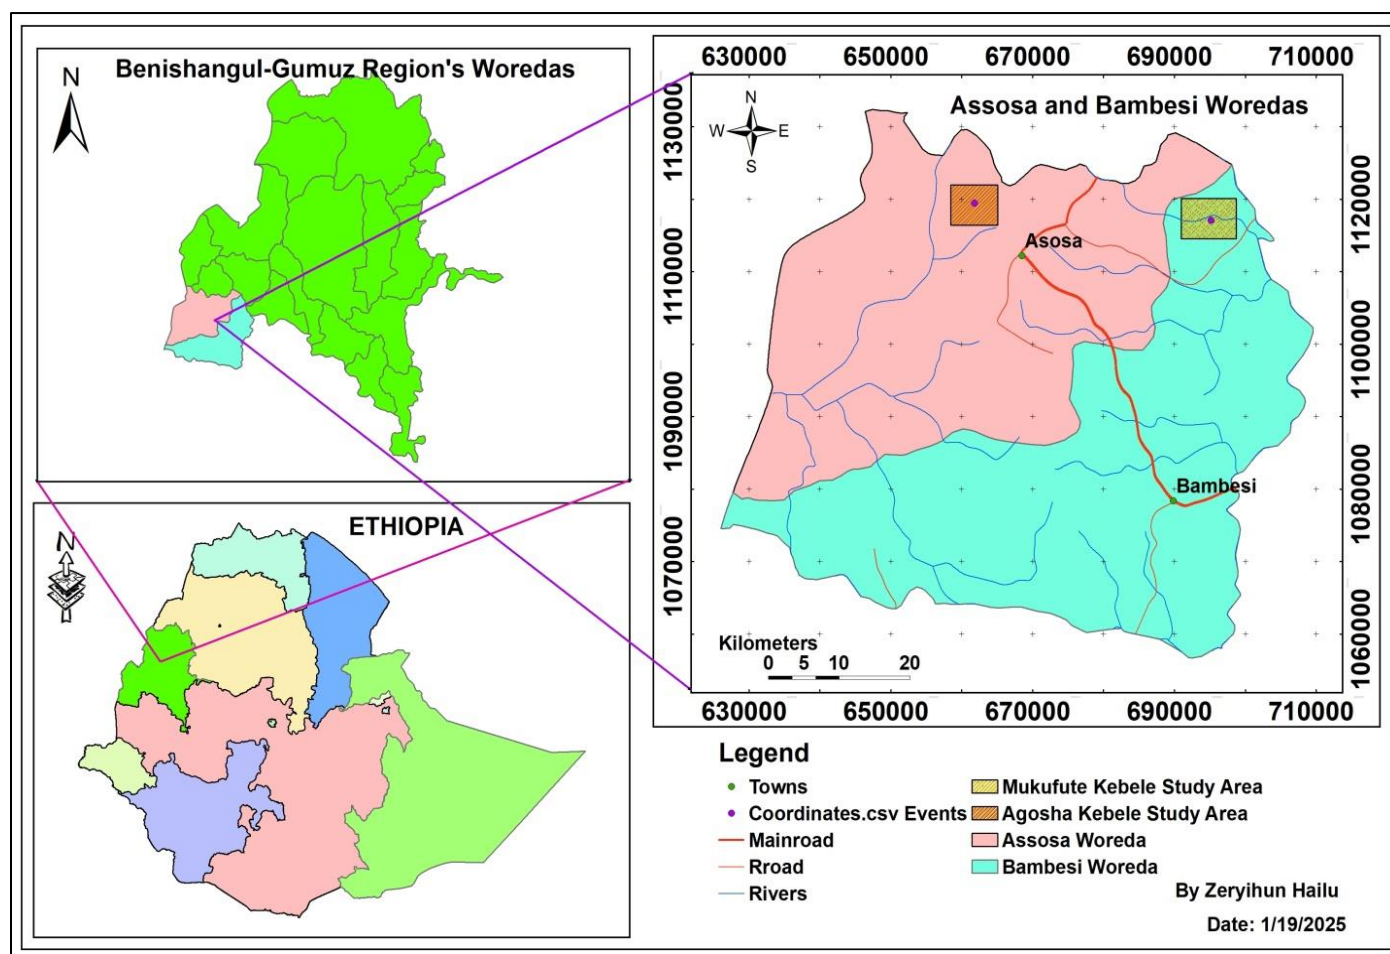 Benishangul-Gumuz Region's Woredas
N
ETHIOPIA
N
630000 650000 670000 690000 710000
Assosa and Bambesi Woredas
N
W E
S
1130000
1110000
1090000
1070000
1120000
1100000
1080000
1060000
Asosa
Bambesi
Kilometers
0 5 10 20
630000 650000 670000 690000 710000
Legend
Towns
Coordinates.csv Events
Mainroad
Rroad
Rivers
Mukufute Kebele Study Area
Agosha Kebele Study Area
Assosa Woreda
Bambesi Woreda
By Zeryihun Hailu
Date: 1/19/2025